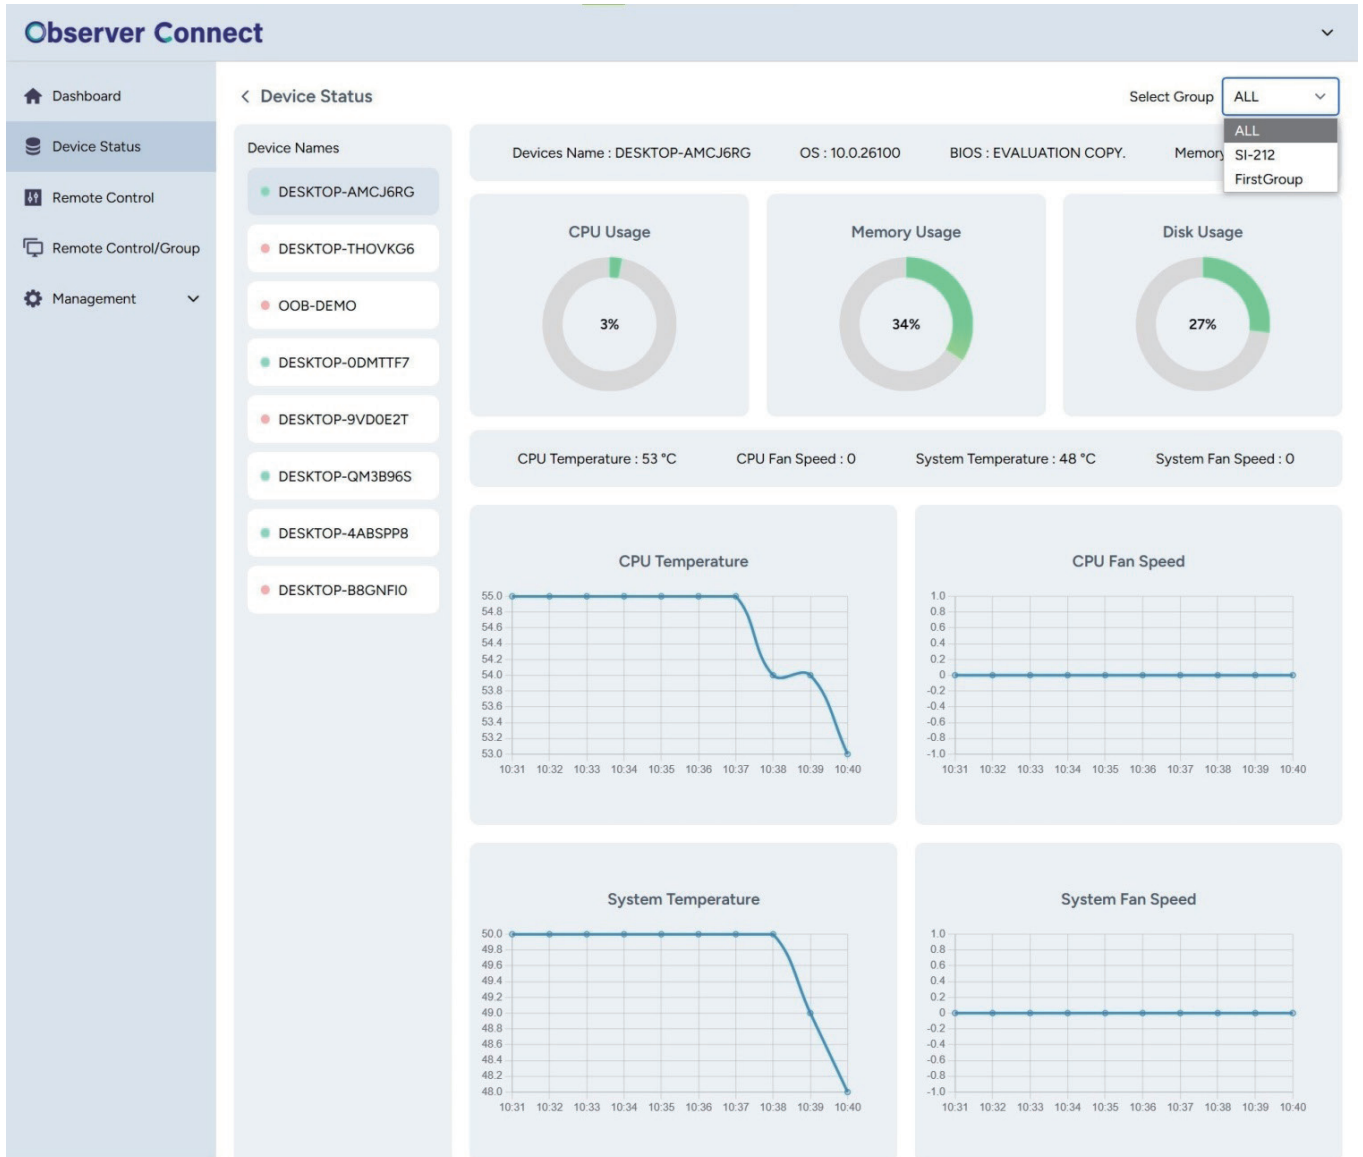 Observer Connect
Dashboard
Device Status
Remote Control
Remote Control/Group
Management
Device Status
Select Group ALL
ALL
SI-212
FirstGroup
Device Names
DESKTOP-AMCJ6RG
DESKTOP-THOVKG6
OOB-DEMO
DESKTOP-0DMTTF7
DESKTOP-9VD0E2T
DESKTOP-QM3B96S
DESKTOP-4ABSPP8
DESKTOP-B8GNFI0
Devices Name : DESKTOP-AMCJ6RG OS : 10.0.26100 BIOS : EVALUATION COPY. Memory
CPU Usage
3%
Memory Usage
34%
Disk Usage
27%
CPU Temperature : 53 °C CPU Fan Speed : 0 System Temperature : 48 °C System Fan Speed : 0
CPU Temperature
55.0
54.8
54.6
54.4
54.2
54.0
53.8
53.6
53.4
53.2
53.0
10:31 10:32 10:33 10:34 10:35 10:36 10:37 10:38 10:39 10:40
CPU Fan Speed
1.0
0.8
0.6
0.4
0.2
0
-0.2
-0.4
-0.6
-0.8
-1.0
10:31 10:32 10:33 10:34 10:35 10:36 10:37 10:38 10:39 10:40
System Temperature
50.0
49.8
49.6
49.4
49.2
49.0
48.8
48.6
48.4
48.2
48.0
10:31 10:32 10:33 10:34 10:35 10:36 10:37 10:38 10:39 10:40
System Fan Speed
1.0
0.8
0.6
0.4
0.2
0
-0.2
-0.4
-0.6
-0.8
-1.0
10:31 10:32 10:33 10:34 10:35 10:36 10:37 10:38 10:39 10:40